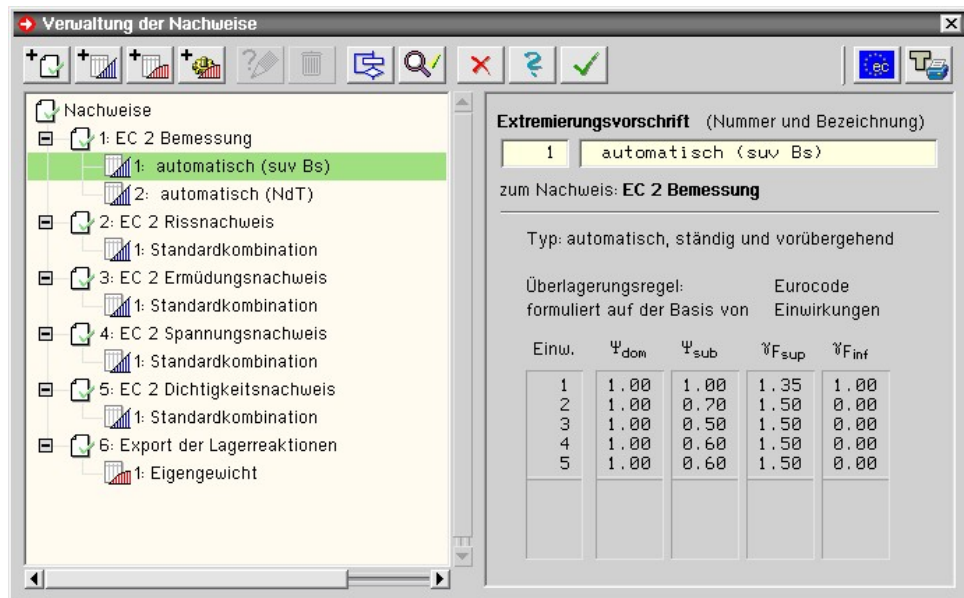 Verwaltung der Nachweise
ec
Nachweise
1: EC 2 Bemessung
1: automatisch (suv Bs)
2: automatisch (NdT)
2: EC 2 Rissnachweis
1: Standardkombination
3: EC 2 Ermüdungsnachweis
1: Standardkombination
4: EC 2 Spannungsnachweis
1: Standardkombination
5: EC 2 Dichtigkeitsnachweis
1: Standardkombination
6: Export der Lagerreaktionen
1: Eigengewicht
Extremierungsvorschrift (Nummer und Bezeichnung)
1 automatisch (suv Bs)
zum Nachweis: EC 2 Bemessung
Typ: automatisch, ständig und vorübergehend
Überlagerungsregel: Eurocode
formuliert auf der Basis von Einwirkungen
Einw. Ψdom Ψsub γFsup γFinf
1 1.00 1.00 1.35 1.00
2 1.00 0.70 1.50 0.00
3 1.00 0.50 1.50 0.00
4 1.00 0.60 1.50 0.00
5 1.00 0.60 1.50 0.00